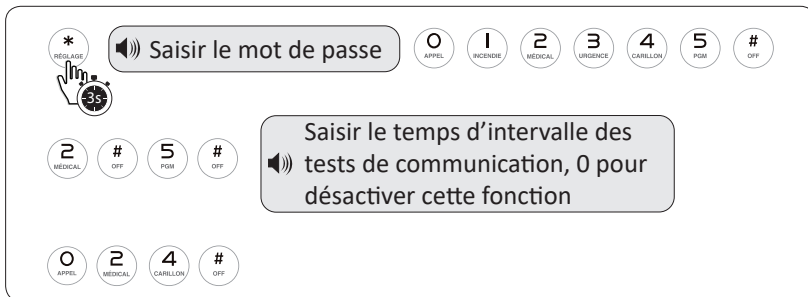 * Saisir le mot de passe 0 1 2 3 4 5 #
RÉGLAGE APPEL INCENDIE MÉDICAL URGENCE CARILLON PGM OFF
3s
Saisir le temps d’intervalle des
2 # 5 # tests de communication, 0 pour
MÉDICAL OFF PGM OFF
désactiver cette fonction
0 2 4 #
APPEL MÉDICAL CARILLON OFF